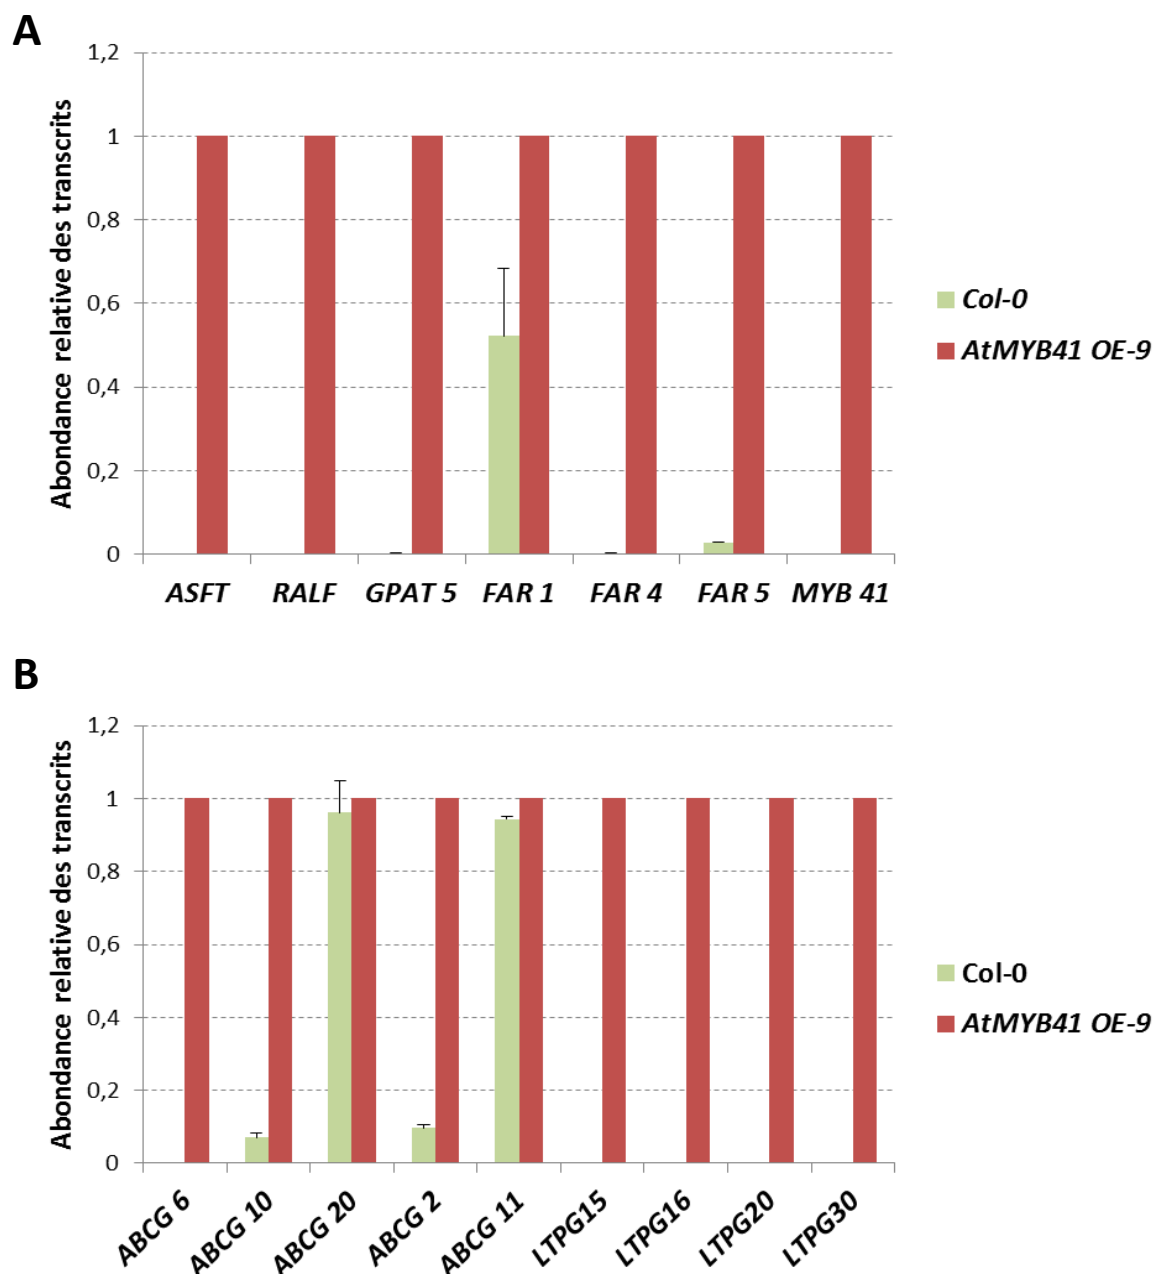 A
Abondance relative des transcrits
1,2
1
0,8
0,6
0,4
0,2
0
ASFT RALF GPAT 5 FAR 1 FAR 4 FAR 5 MYB 41
Col-0
AtMYB41 OE-9
B
Abondance relative des transcrits
1,2
1
0,8
0,6
0,4
0,2
0
ABCG 6 ABCG 10 ABCG 20 ABCG 2 ABCG 11 LTPG15 LTPG16 LTPG20 LTPG30
Col-0
AtMYB41 OE-9